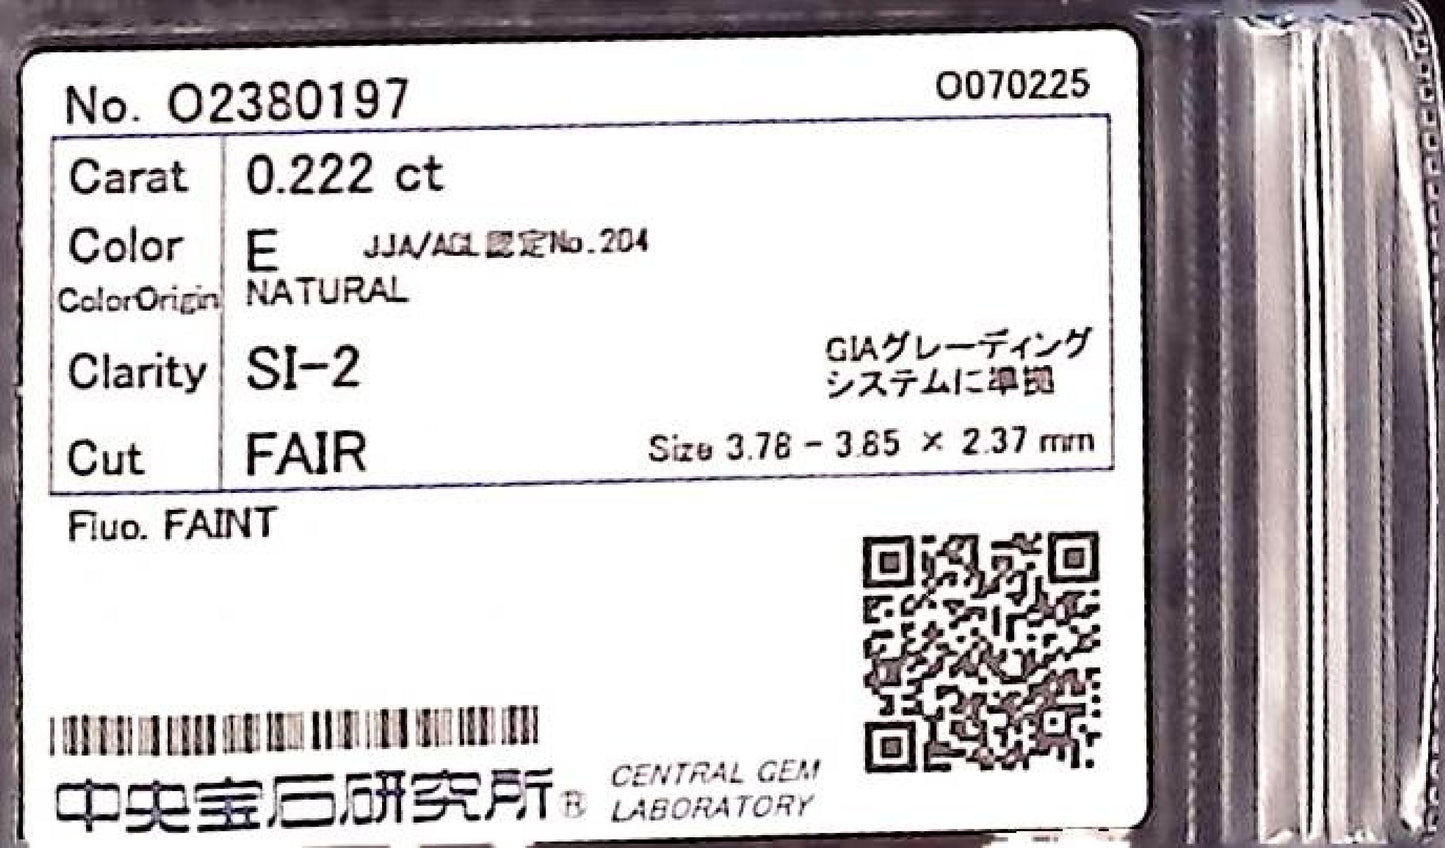 No. O2380197
O070225
Carat 0.222 ct
Color E JJA/AGL認定No.204
ColorOrigin NATURAL
Clarity SI-2
GIAグレーディング
システムに準拠
Cut FAIR Size 3.78 - 3.85 × 2.37 mm
Fluo. FAINT
中央宝石研究所®
CENTRAL GEM
LABORATORY